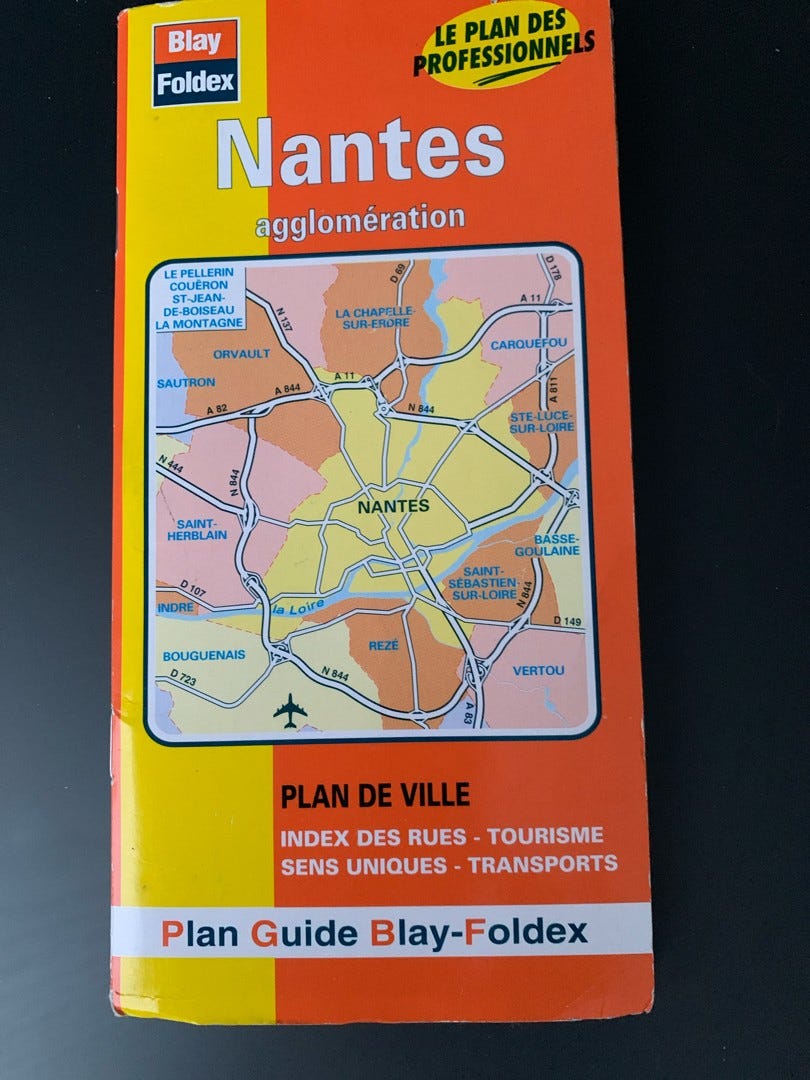 Blay
Foldex
LE PLAN DES
PROFESSIONNELS
Nantes
agglomération
LE PELLERIN
COUËRON
ST-JEAN-
DE-BOISEAU
LA MONTAGNE
D 69
D 178
N 137
LA CHAPELLE-
SUR-ERDRE
A 11
CARQUEFOU
ORVAULT
SAUTRON
A 844
A 11
A 811
A 82
N 844
STE-LUCE-
SUR-LOIRE
N 444
N 844
NANTES
SAINT-
HERBLAIN
BASSE-
GOULAINE
SAINT-
SÉBASTIEN-
SUR-LOIRE
D 107
N 844
INDRE
la Loire
D 149
BOUGUENAIS
REZÉ
D 723
N 844
VERTOU
A 83
PLAN DE VILLE
INDEX DES RUES - TOURISME
SENS UNIQUES - TRANSPORTS
Plan Guide Blay-Foldex